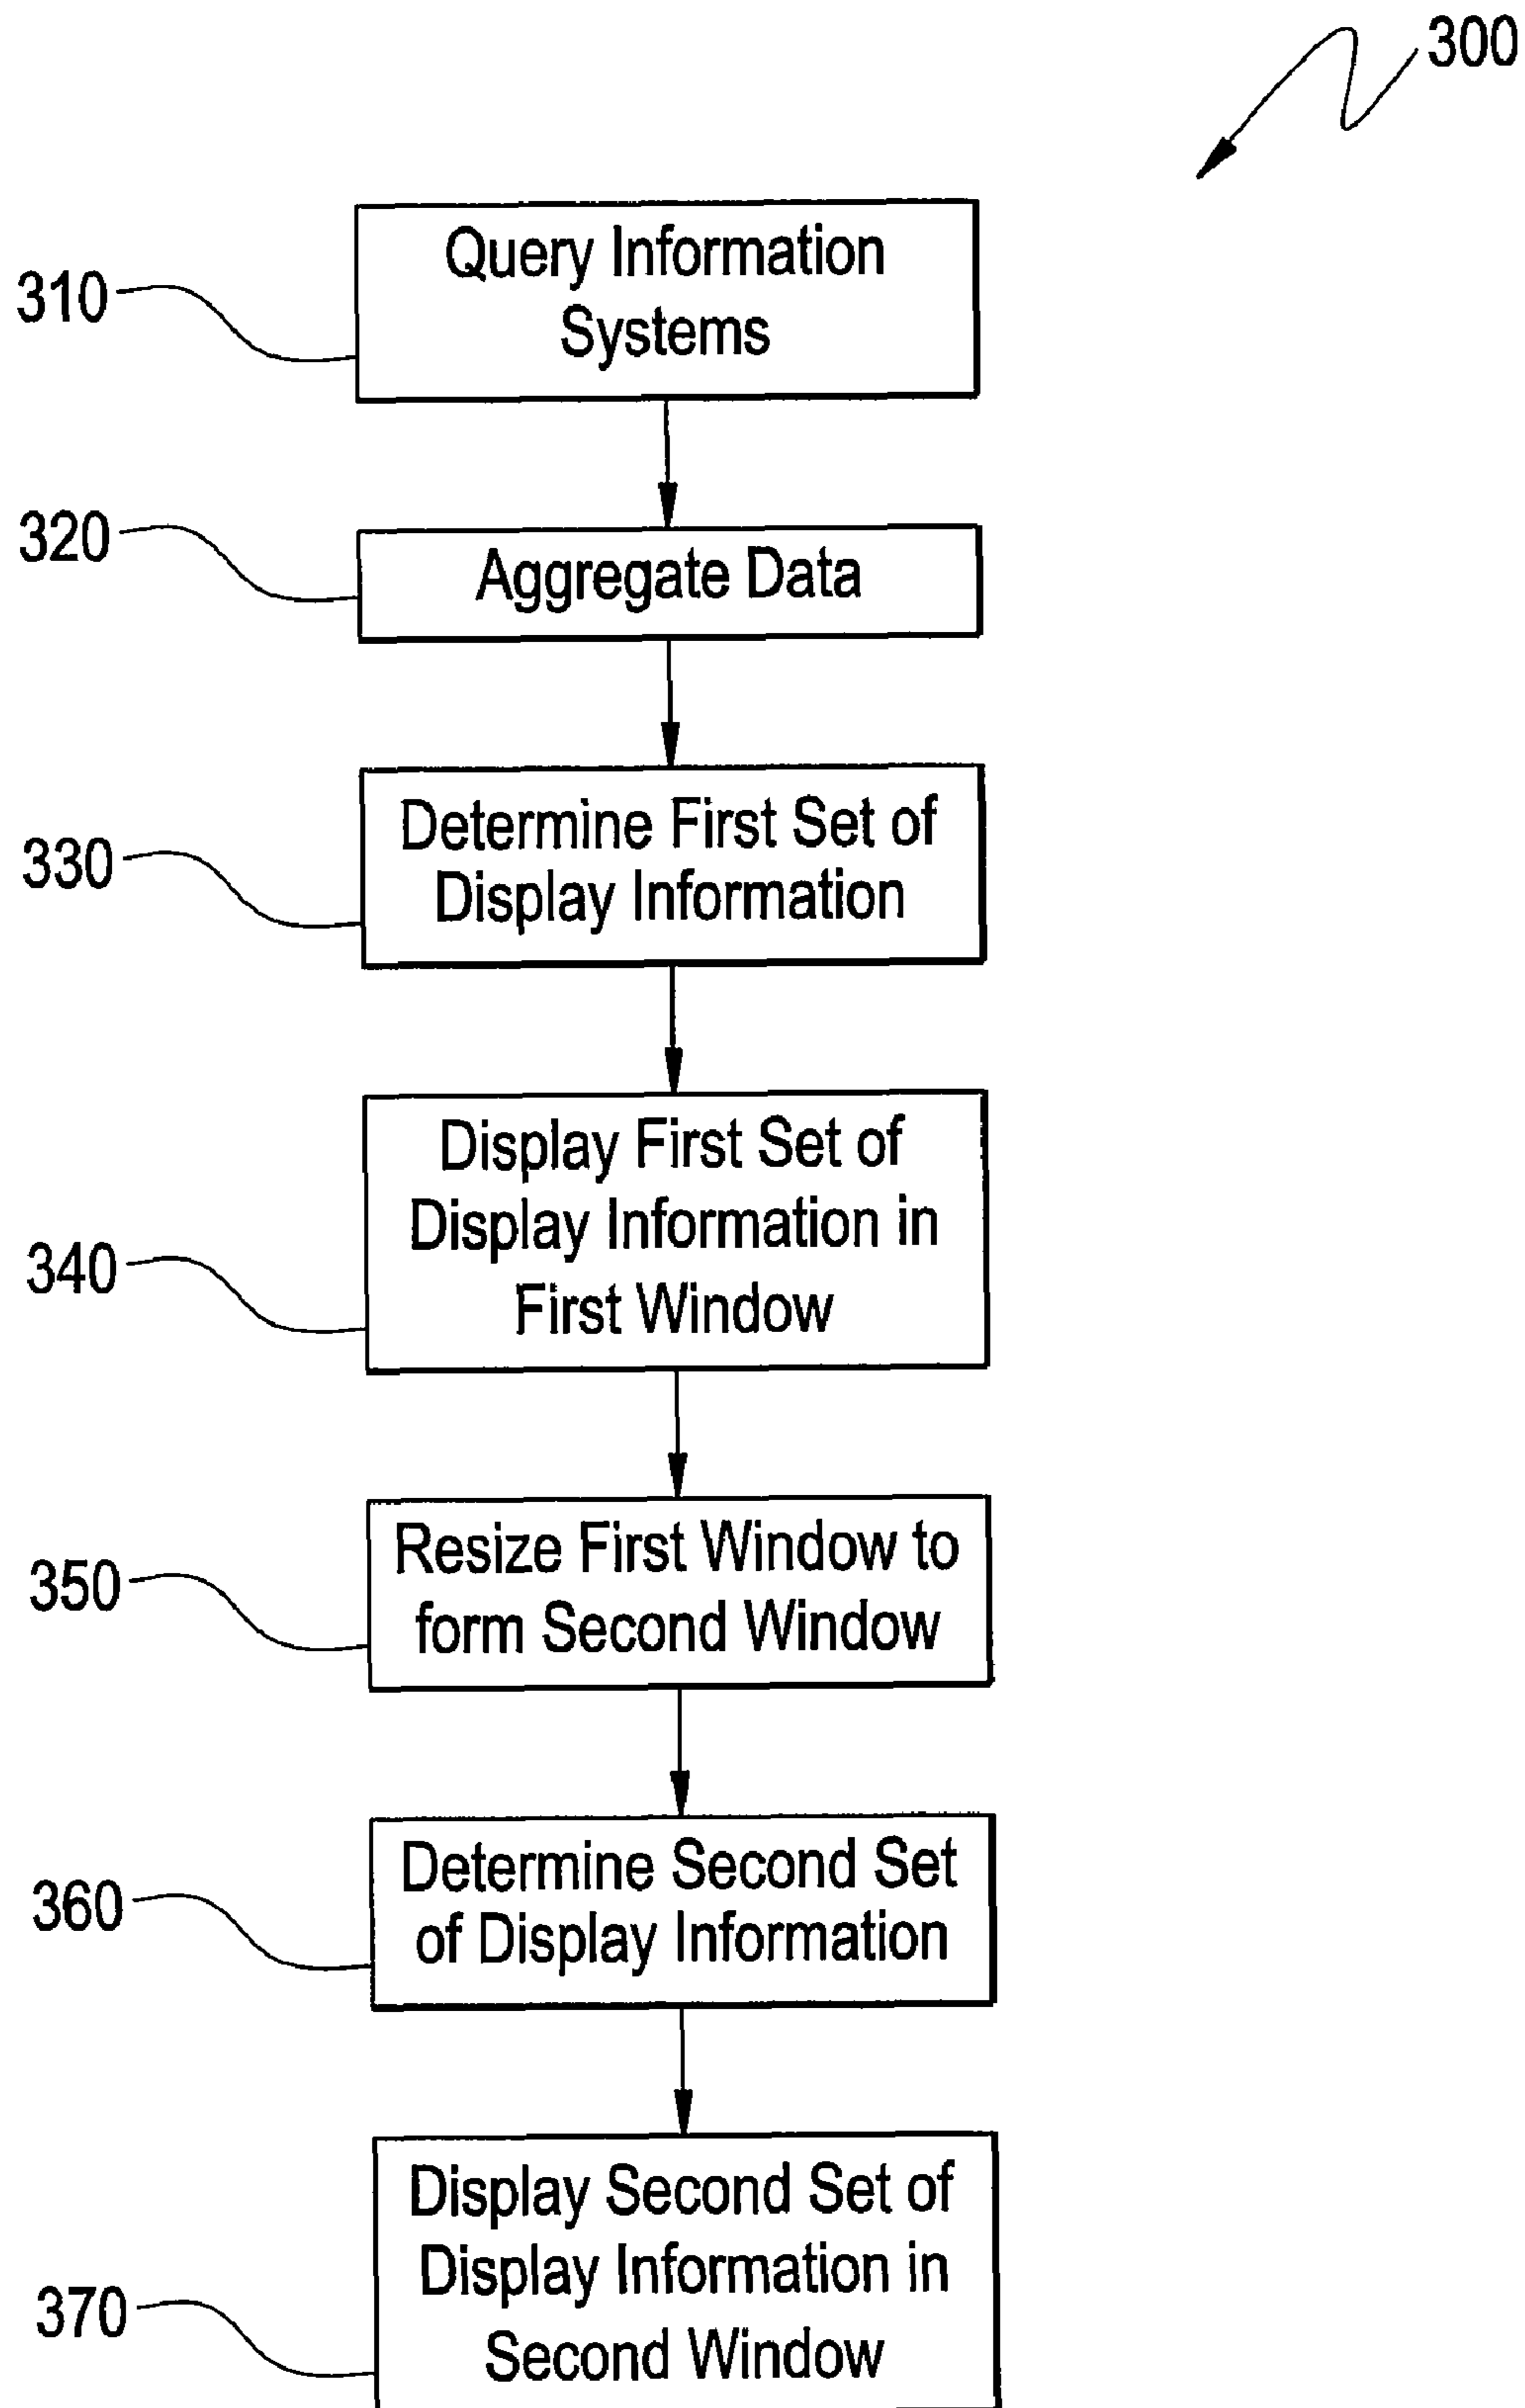 300
310
Query Information
Systems
320
Aggregate Data
330
Determine First Set of
Display Information
340
Display First Set of
Display Information in
First Window
350
Resize First Window to
form Second Window
360
Determine Second Set
of Display Information
370
Display Second Set of
Display Information in
Second Window